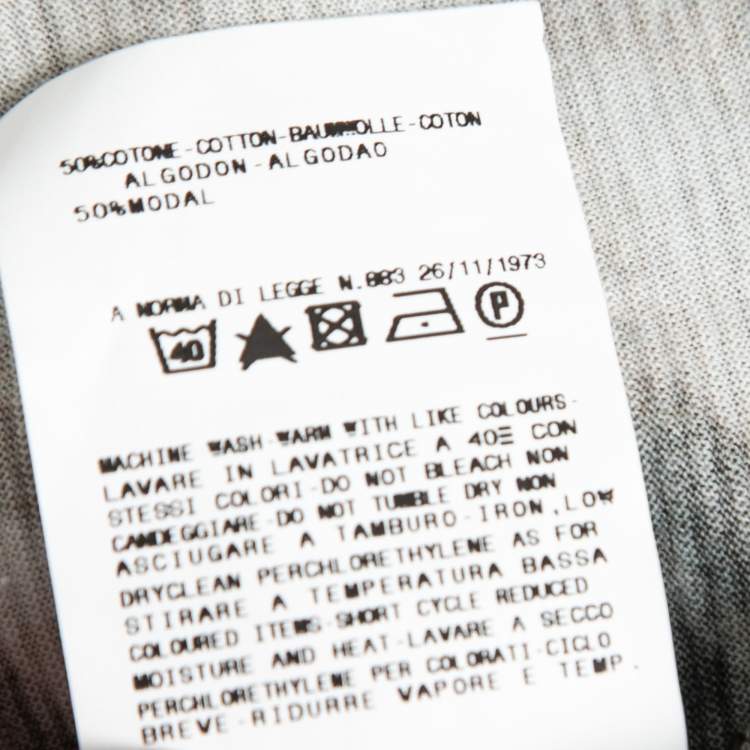 50%COTONE-COTTON-BAUMWOLLE-COTON
ALGODON-ALGODAO
50%MODAL
A NORMA DI LEGGE N.883 26/11/1973
40
P
MACHINE WASH-WARM WITH LIKE COLOURS-
LAVARE IN LAVATRICE A 40Ξ CON
STESSI COLORI-DO NOT BLEACH NON
CANDEGGIARE-DO NOT TUMBLE DRY NON
ASCIUGARE A TAMBURO-IRON,LOW
DRYCLEAN PERCHLORETHYLENE AS FOR
STIRARE A TEMPERATURA BASSA
COLOURED ITEMS-SHORT CYCLE REDUCED
MOISTURE AND HEAT-LAVARE A SECCO
PERCHLORETHYLENE PER COLORATI-CICLO
BREVE-RIDURRE VAPORE E TEMP.